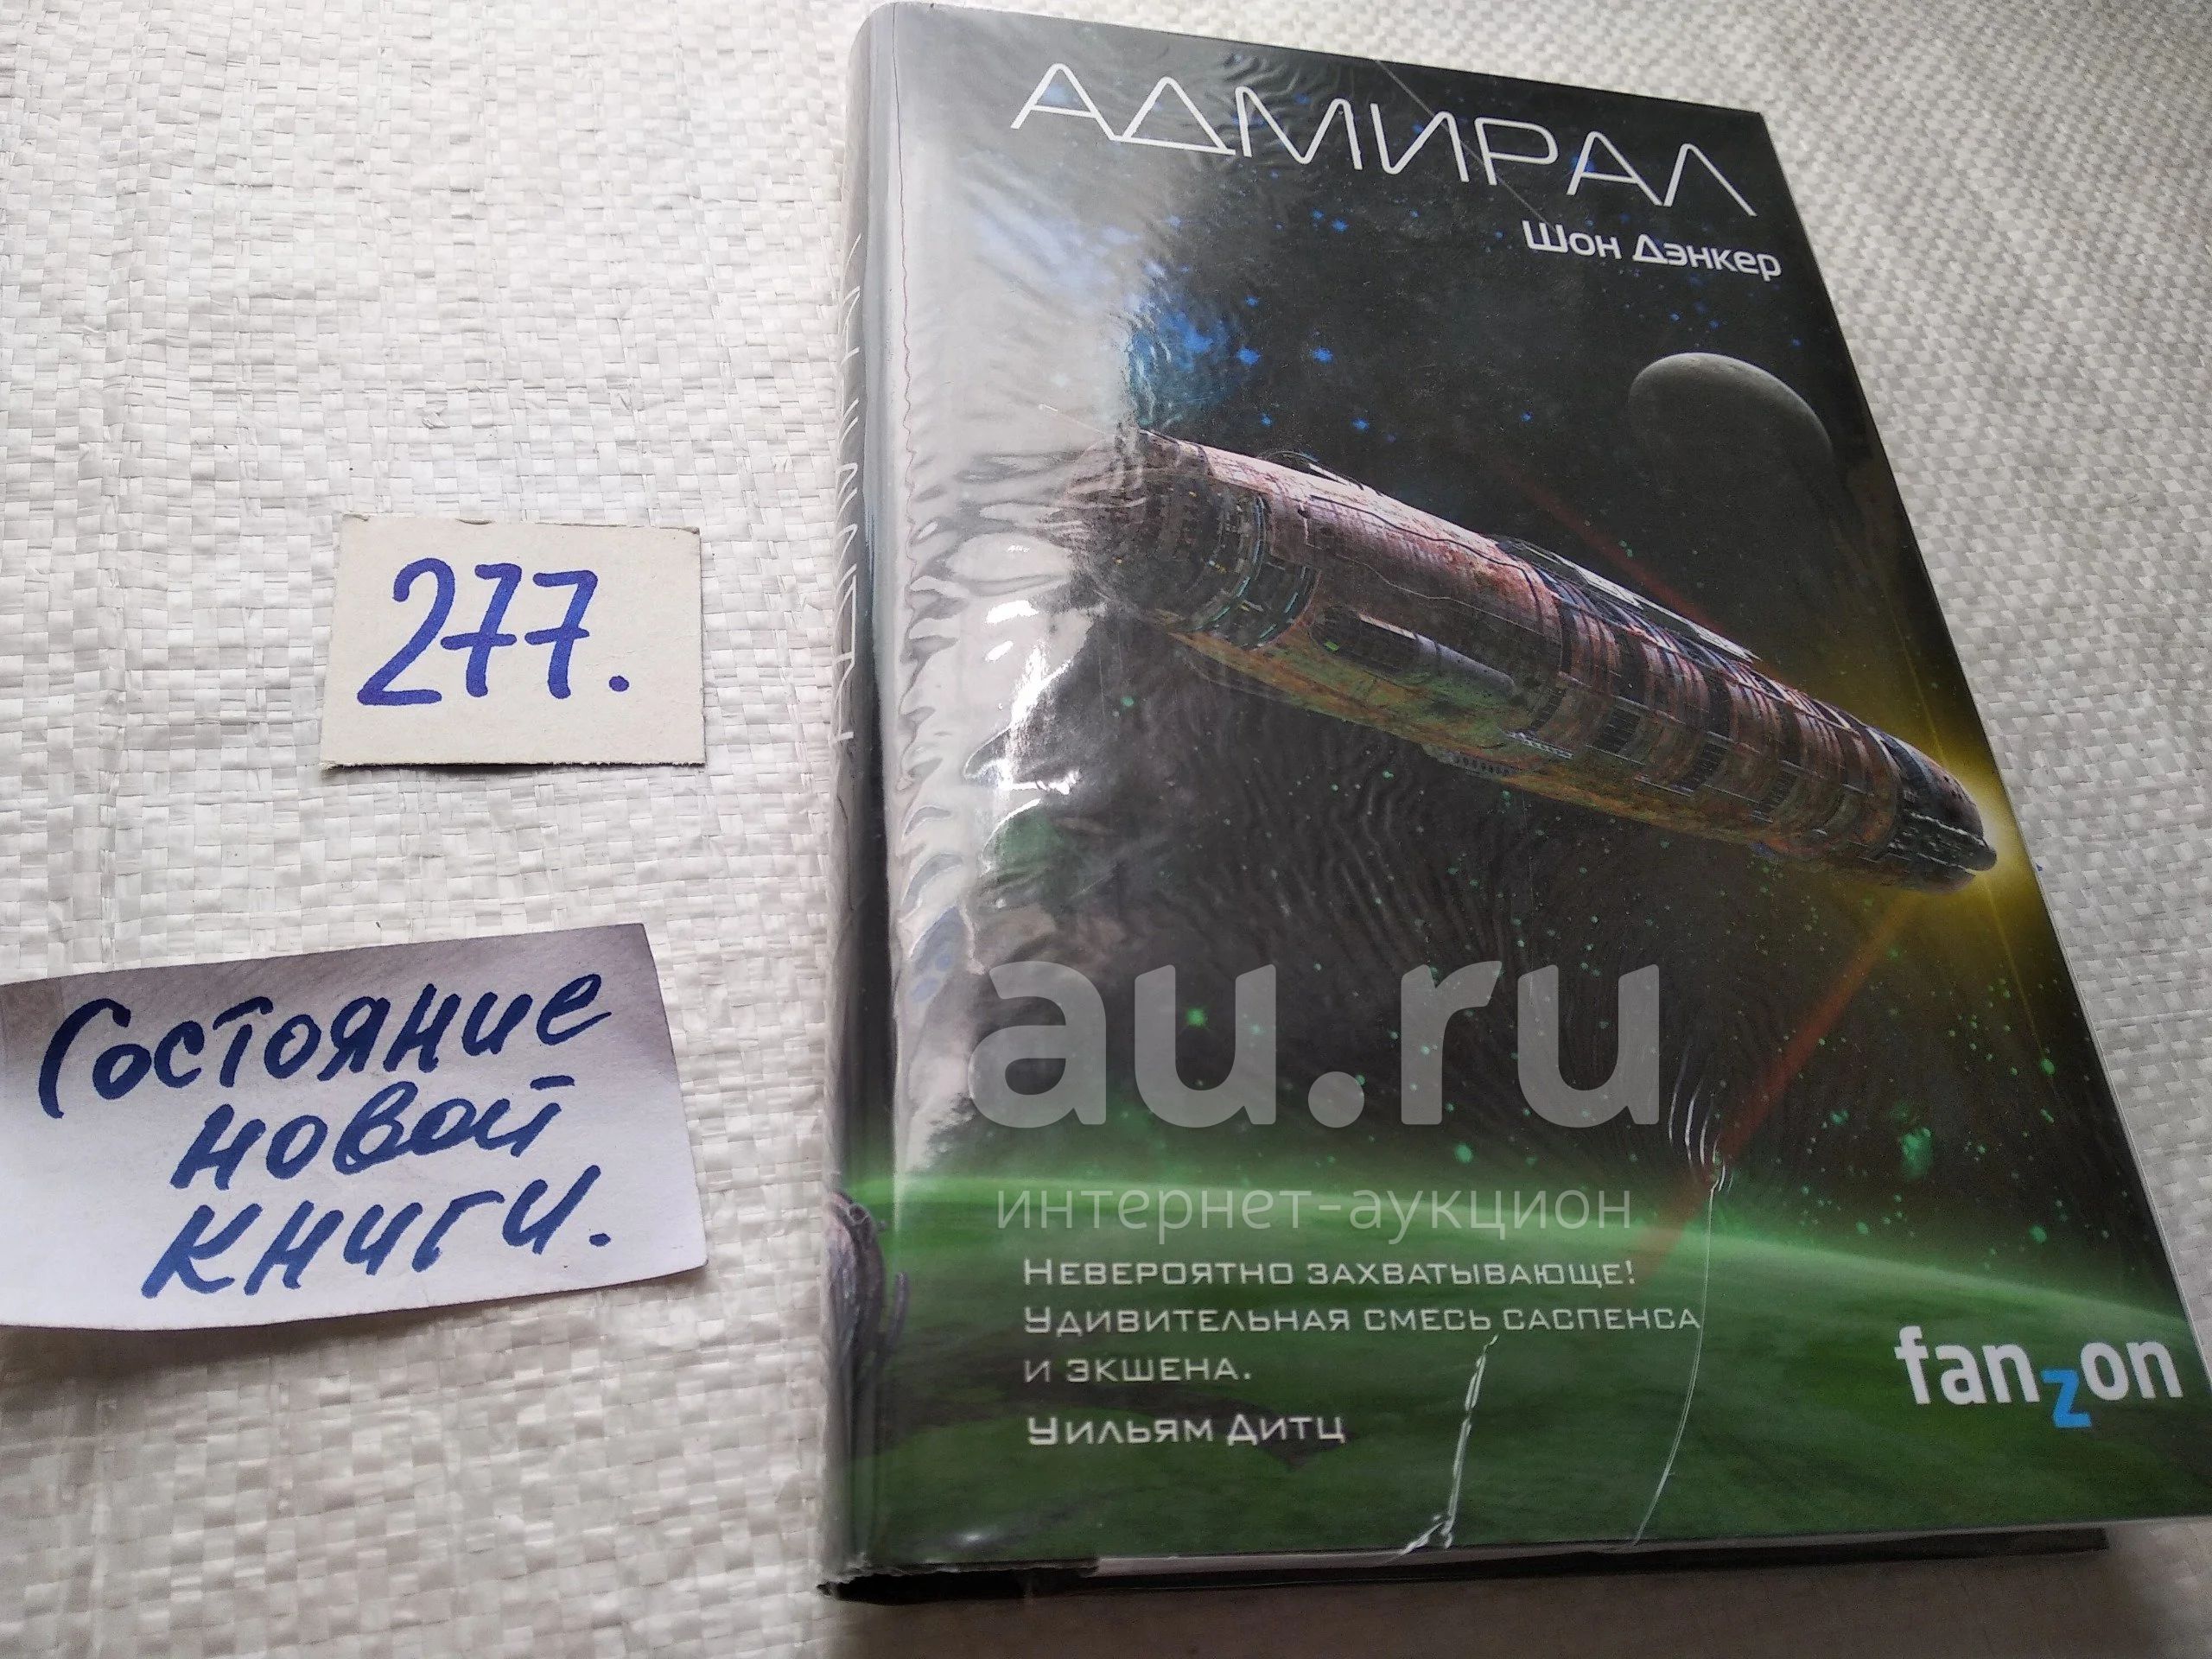 АДМИРАЛ
Шон Дэнкер
277.
Состояние
новой
книги.
au.ru
интернет-аукцион
НЕВЕРОЯТНО ЗАХВАТЫВАЮЩЕ!
УДИВИТЕЛЬНАЯ СМЕСЬ САСПЕНСА
И ЭКШЕНА.
УИЛЬЯМ ДИТЦ
fanzon